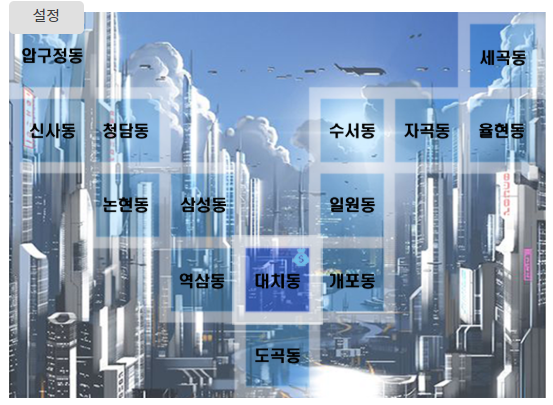 설정
압구정동
세곡동
신사동 청담동 수서동 자곡동 율현동
논현동 삼성동 일원동
역삼동 대치동 개포동
도곡동